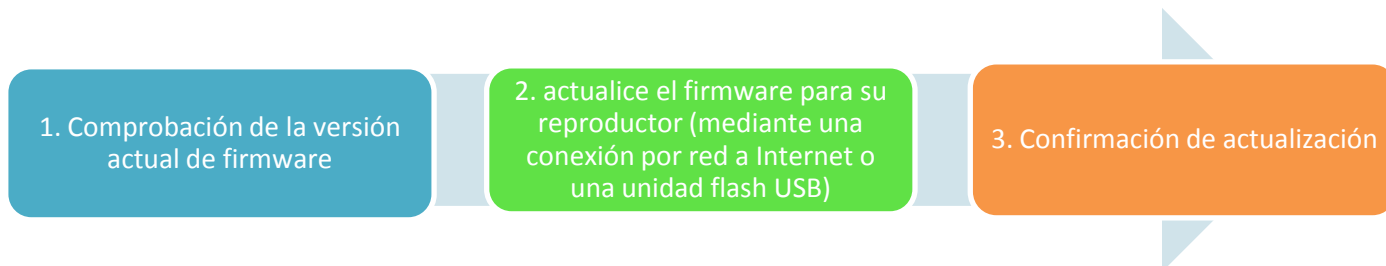 1. Comprobación de la versión
actual de firmware
2. actualice el firmware para su
reproductor (mediante una
conexión por red a Internet o
una unidad flash USB)
3. Confirmación de actualización